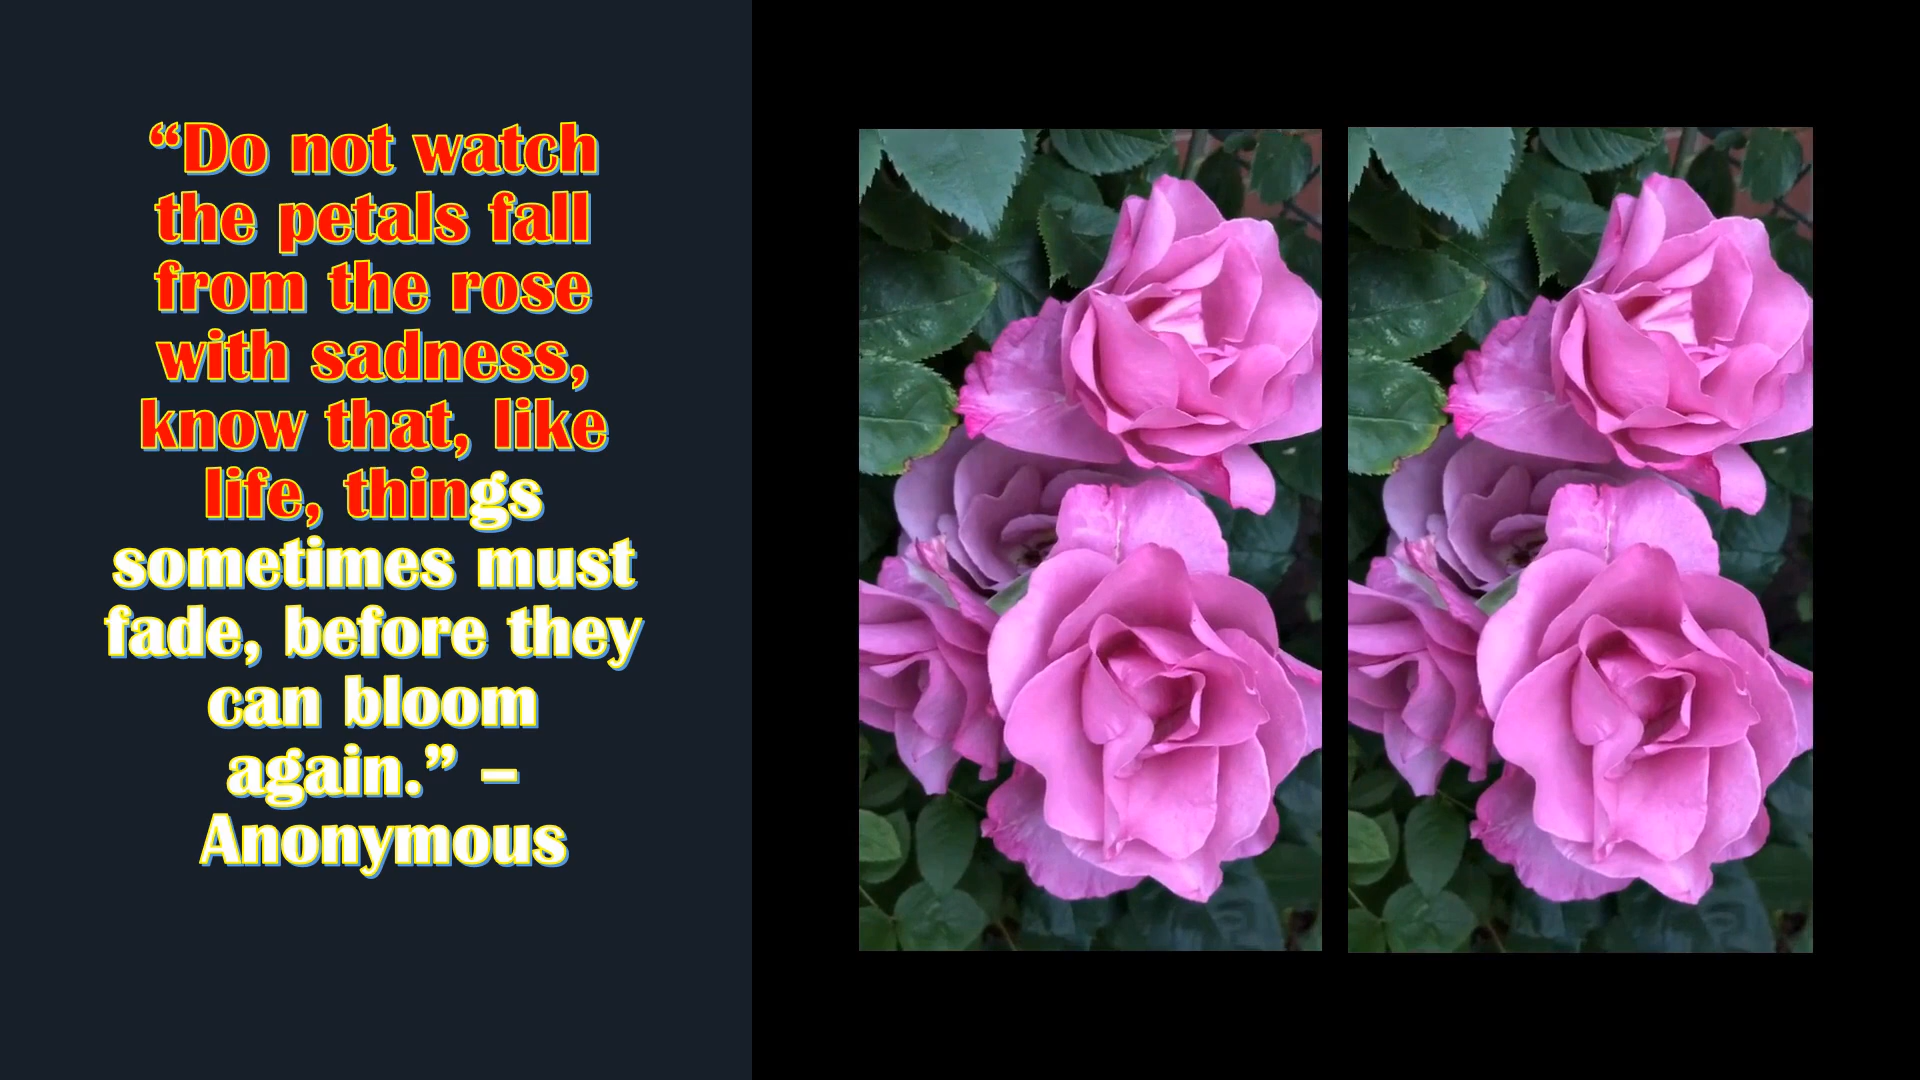 “Do not watch
the petals fall
from the rose
with sadness,
know that, like
life, things
sometimes must
fade, before they
can bloom
again.” –
Anonymous